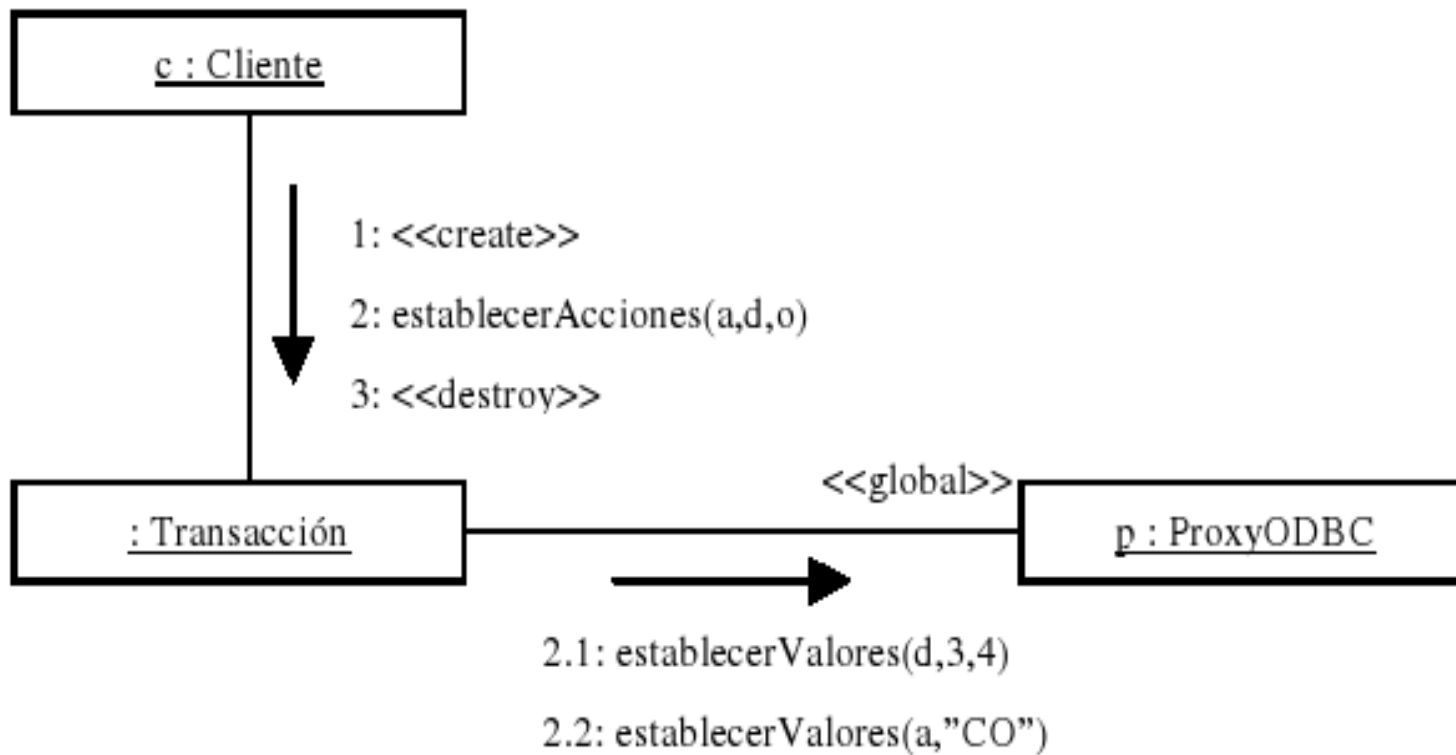 c : Cliente
1: <<create>>
2: establecerAcciones(a,d,o)
3: <<destroy>>
<<global>>
: Transacción
p : ProxyODBC
2.1: establecerValores(d,3,4)
2.2: establecerValores(a,"CO")